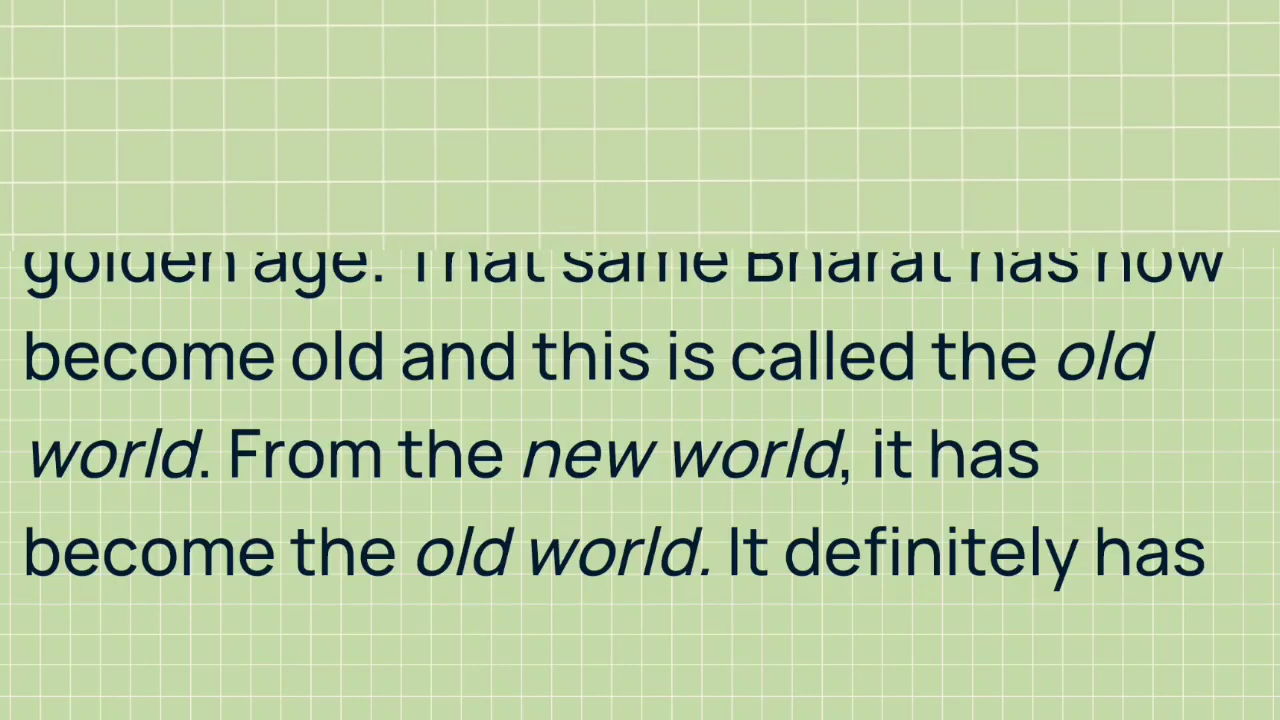 golden age. That same Bharat has now
become old and this is called the old
world. From the new world, it has
become the old world. It definitely has